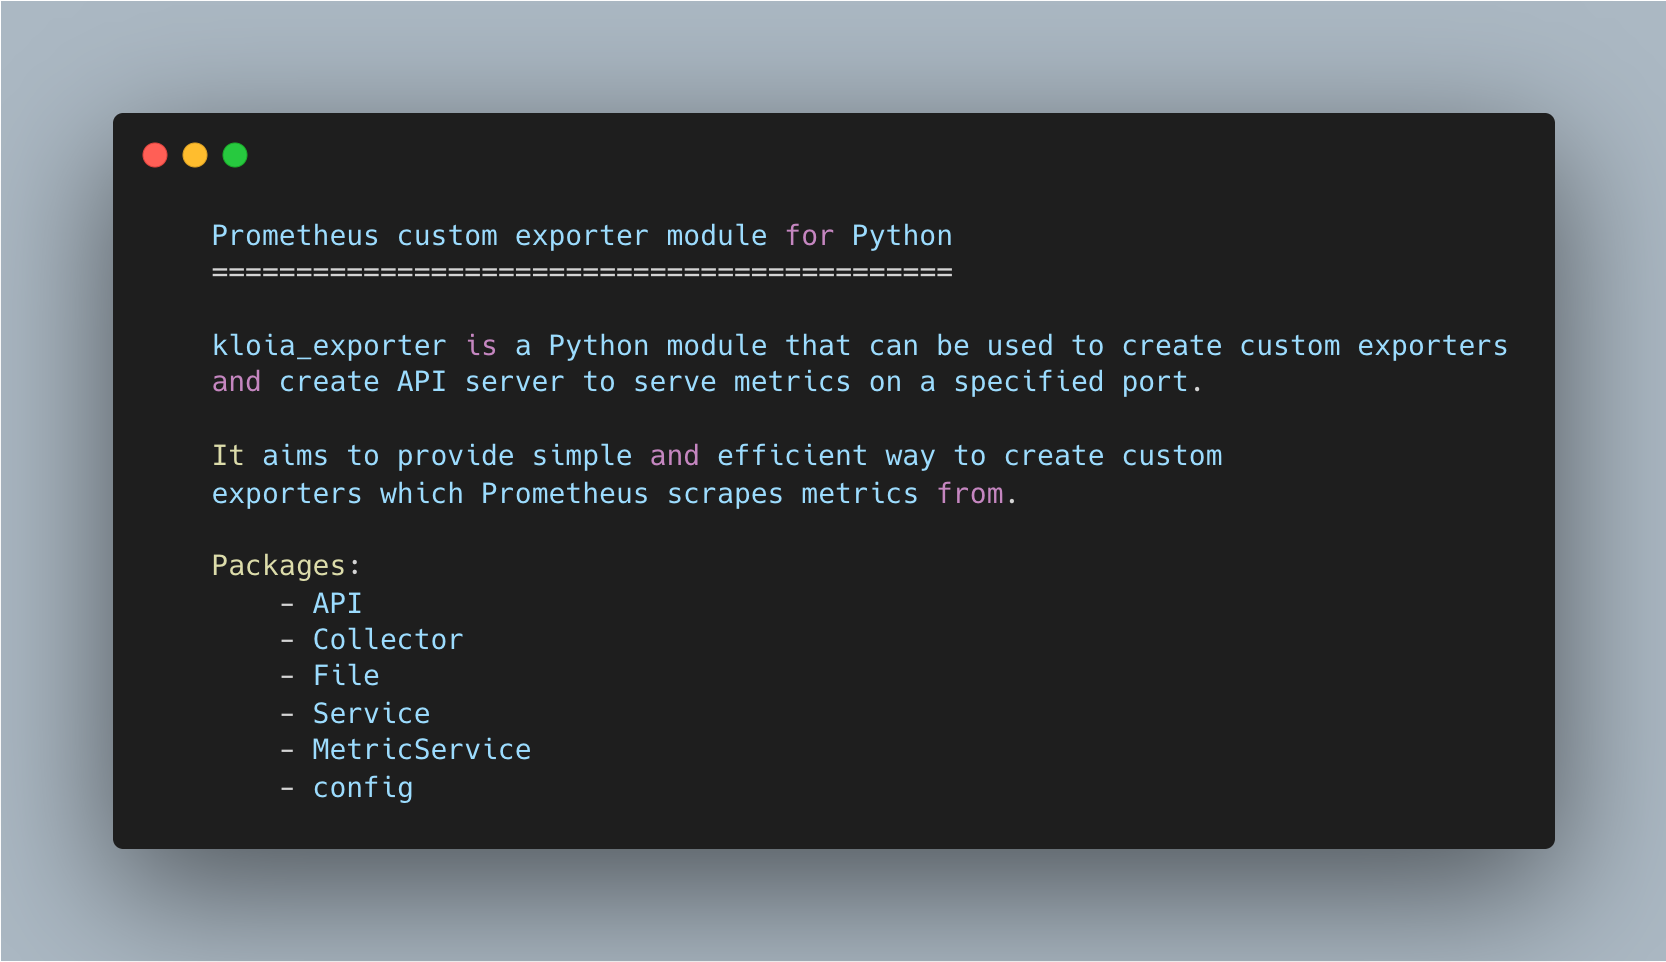 Prometheus custom exporter module for Python
============================================
kloia_exporter is a Python module that can be used to create custom exporters
and create API server to serve metrics on a specified port.
It aims to provide simple and efficient way to create custom
exporters which Prometheus scrapes metrics from.
Packages:
- API
- Collector
- File
- Service
- MetricService
- config